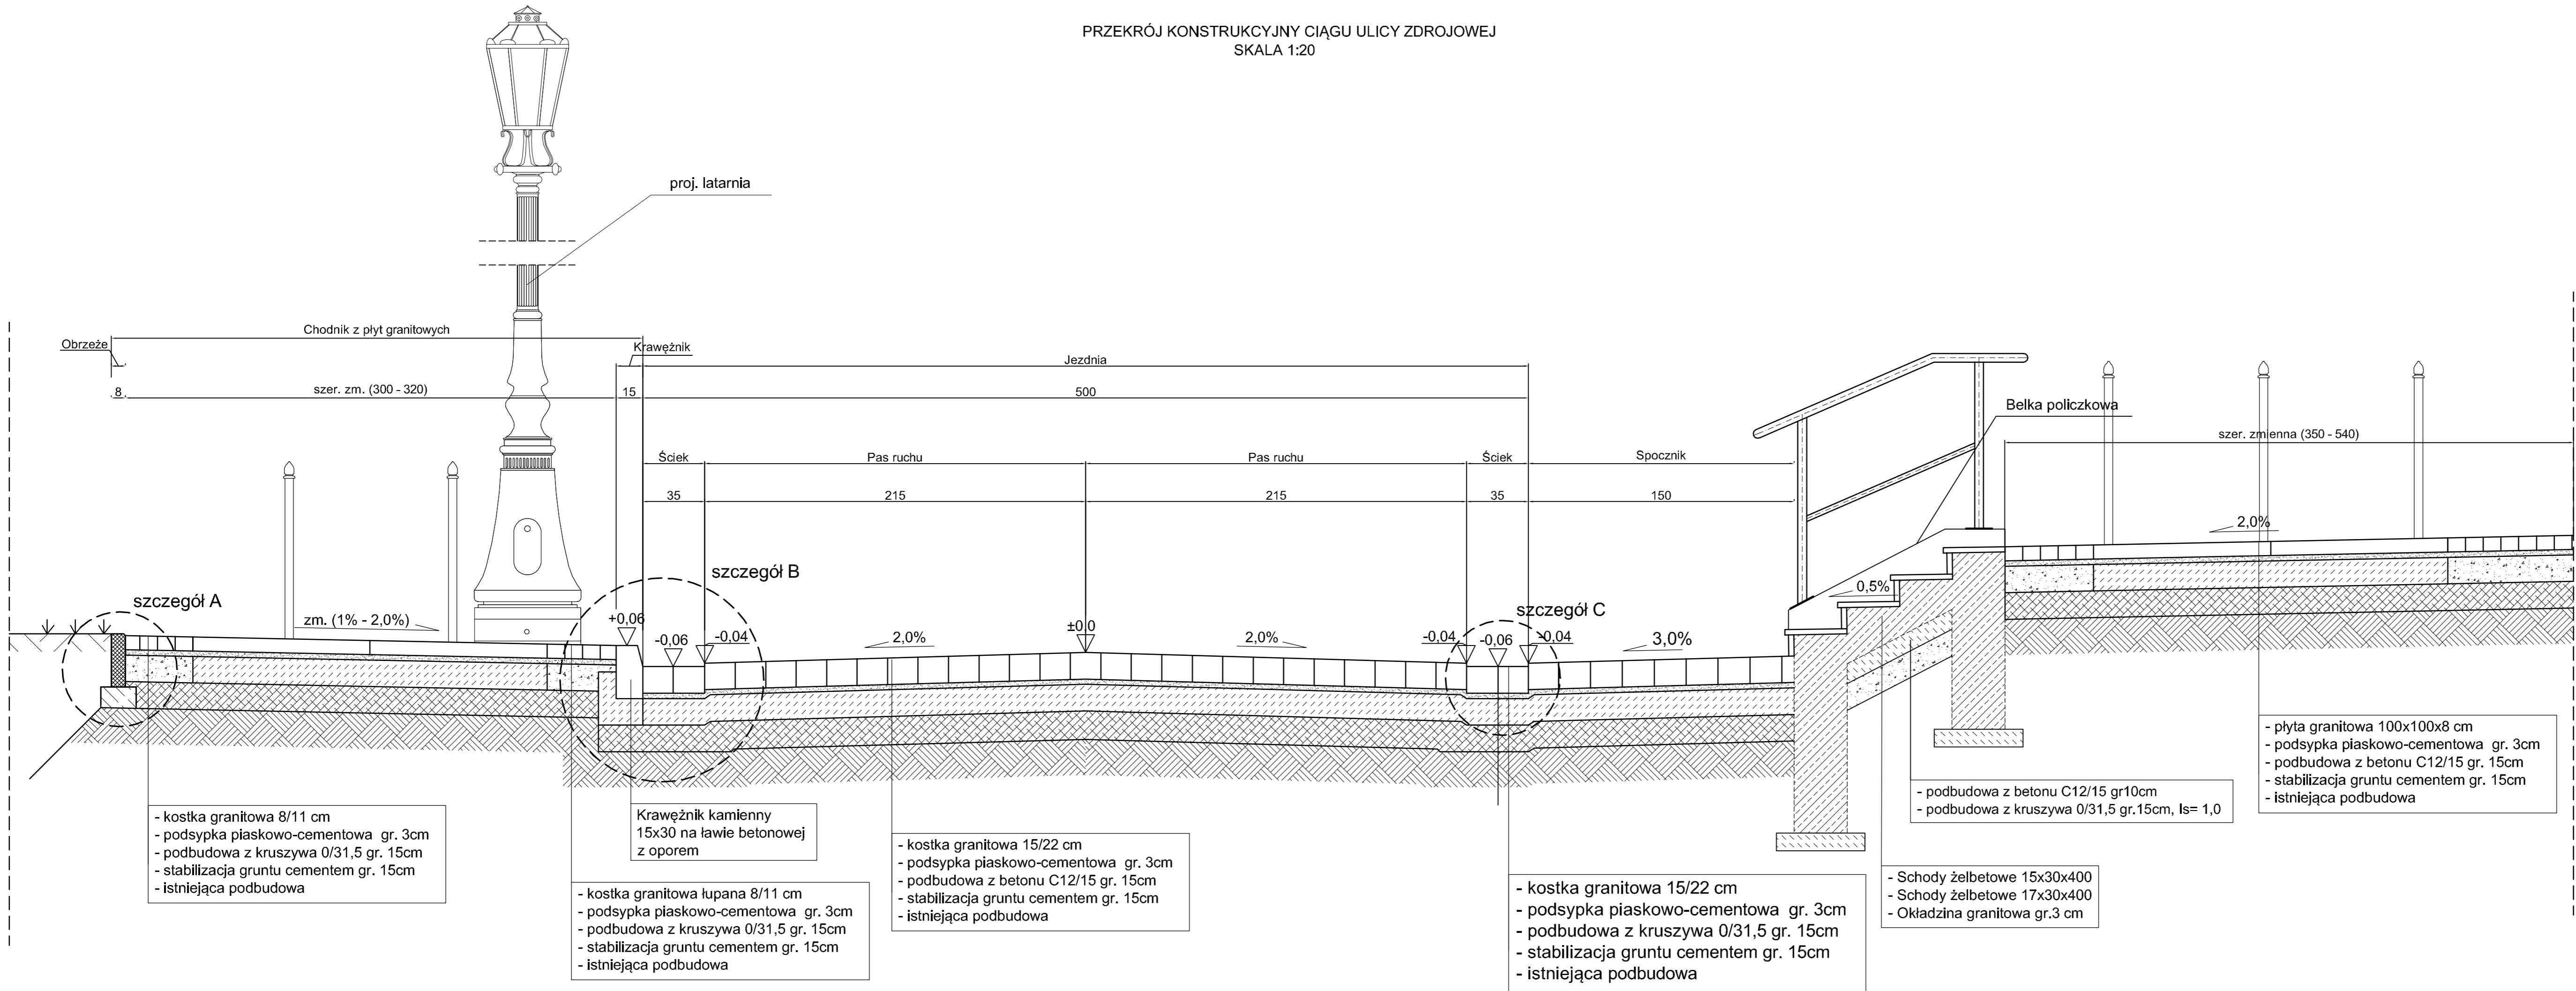 PRZEKRÓJ KONSTRUKCYJNY CIĄGU ULICY ZDROJOWEJ
SKALA 1:20
proj. latarnia
Chodnik z płyt granitowych
Obrzeże
Krawężnik
Jezdnia
8
szer. zm. (300 - 320)
15
500
Belka policzkowa
szer. zmienna (350 - 540)
Ściek
Pas ruchu
Pas ruchu
Ściek
Spocznik
35
215
215
35
150
2,0%
szczegół A
szczegół B
szczegół C
0,5%
zm. (1% - 2,0%)
+0,06
-0,06
-0,04
2,0%
±0,0
2,0%
-0,04
-0,06
-0,04
3,0%
- kostka granitowa 8/11 cm
- podsypka piaskowo-cementowa gr. 3cm
- podbudowa z kruszywa 0/31,5 gr. 15cm
- stabilizacja gruntu cementem gr. 15cm
- istniejąca podbudowa
- kostka granitowa łupana 8/11 cm
- podsypka piaskowo-cementowa gr. 3cm
- podbudowa z kruszywa 0/31,5 gr. 15cm
- stabilizacja gruntu cementem gr. 15cm
- istniejąca podbudowa
Krawężnik kamienny
15x30 na ławie betonowej
z oporem
- kostka granitowa 15/22 cm
- podsypka piaskowo-cementowa gr. 3cm
- podbudowa z betonu C12/15 gr. 15cm
- stabilizacja gruntu cementem gr. 15cm
- istniejąca podbudowa
- kostka granitowa 15/22 cm
- podsypka piaskowo-cementowa gr. 3cm
- podbudowa z kruszywa 0/31,5 gr. 15cm
- stabilizacja gruntu cementem gr. 15cm
- istniejąca podbudowa
- Schody żelbetowe 15x30x400
- Schody żelbetowe 17x30x400
- Okładzina granitowa gr.3 cm
- podbudowa z betonu C12/15 gr10cm
- podbudowa z kruszywa 0/31,5 gr.15cm, Is= 1,0
- płyta granitowa 100x100x8 cm
- podsypka piaskowo-cementowa gr. 3cm
- podbudowa z betonu C12/15 gr. 15cm
- stabilizacja gruntu cementem gr. 15cm
- istniejąca podbudowa